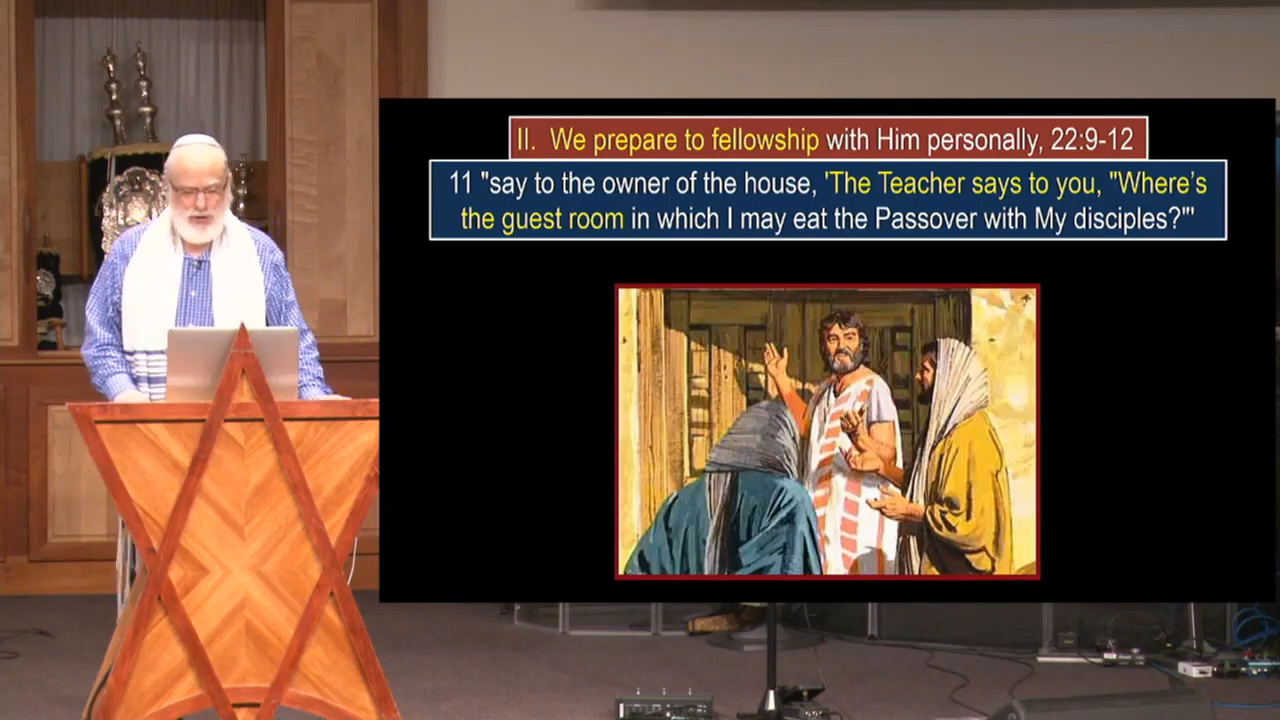 II. We prepare to fellowship with Him personally, 22:9-12
11 "say to the owner of the house, 'The Teacher says to you, "Where’s
the guest room in which I may eat the Passover with My disciples?"'